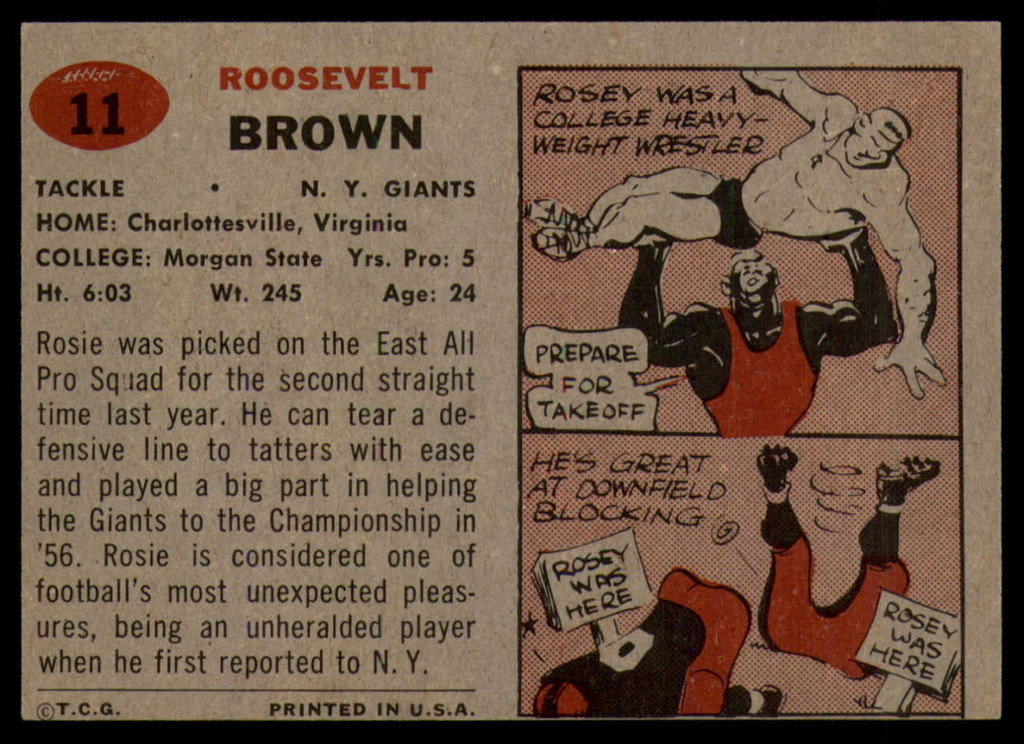 11
ROOSEVELT
BROWN
TACKLE • N. Y. GIANTS
HOME: Charlottesville, Virginia
COLLEGE: Morgan State Yrs. Pro: 5
Ht. 6:03 Wt. 245 Age: 24
Rosie was picked on the East All
Pro Squad for the second straight
time last year. He can tear a de-
fensive line to tatters with ease
and played a big part in helping
the Giants to the Championship in
'56. Rosie is considered one of
football's most unexpected pleas-
ures, being an unheralded player
when he first reported to N. Y.
© T.C.G. PRINTED IN U.S.A.
ROSEY WAS A
COLLEGE HEAVY-
WEIGHT WRESTLER
PREPARE
FOR
TAKEOFF
HE'S GREAT
AT DOWNFIELD
BLOCKING
ROSEY
WAS
HERE
ROSEY
WAS
HERE